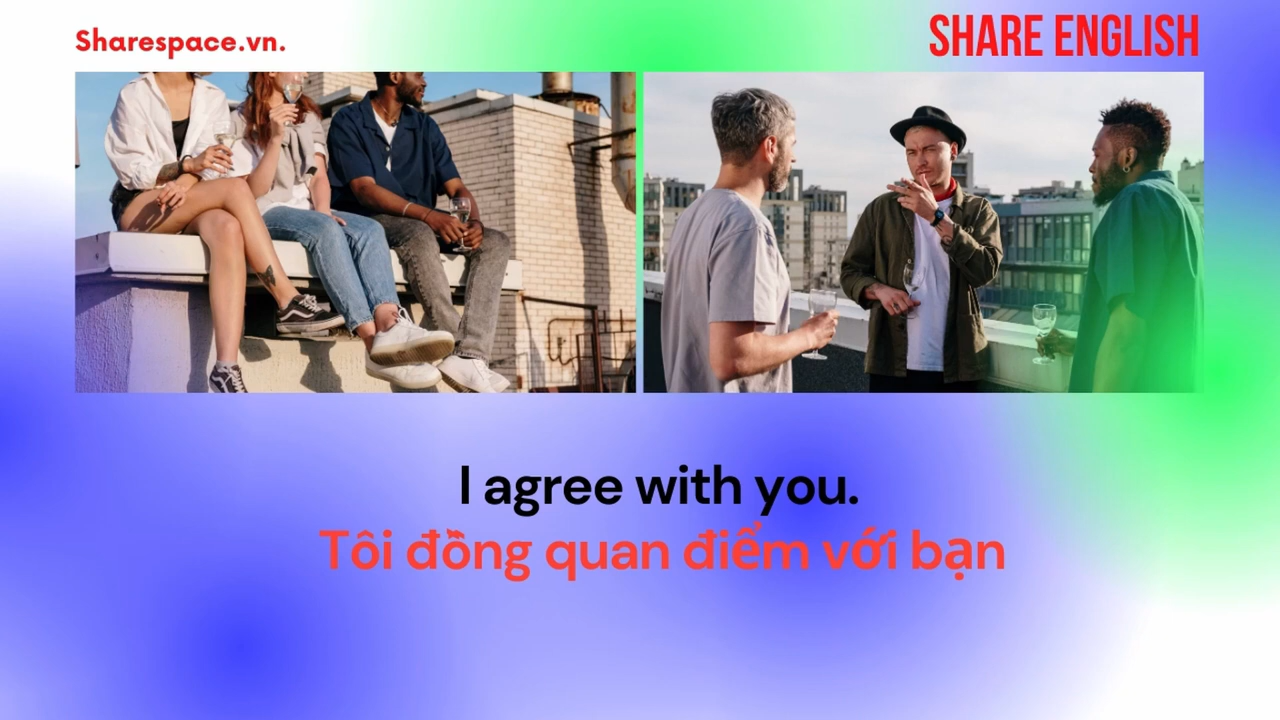 Sharespace.vn.
SHARE ENGLISH
I agree with you.
Tôi đồng quan điểm với bạn